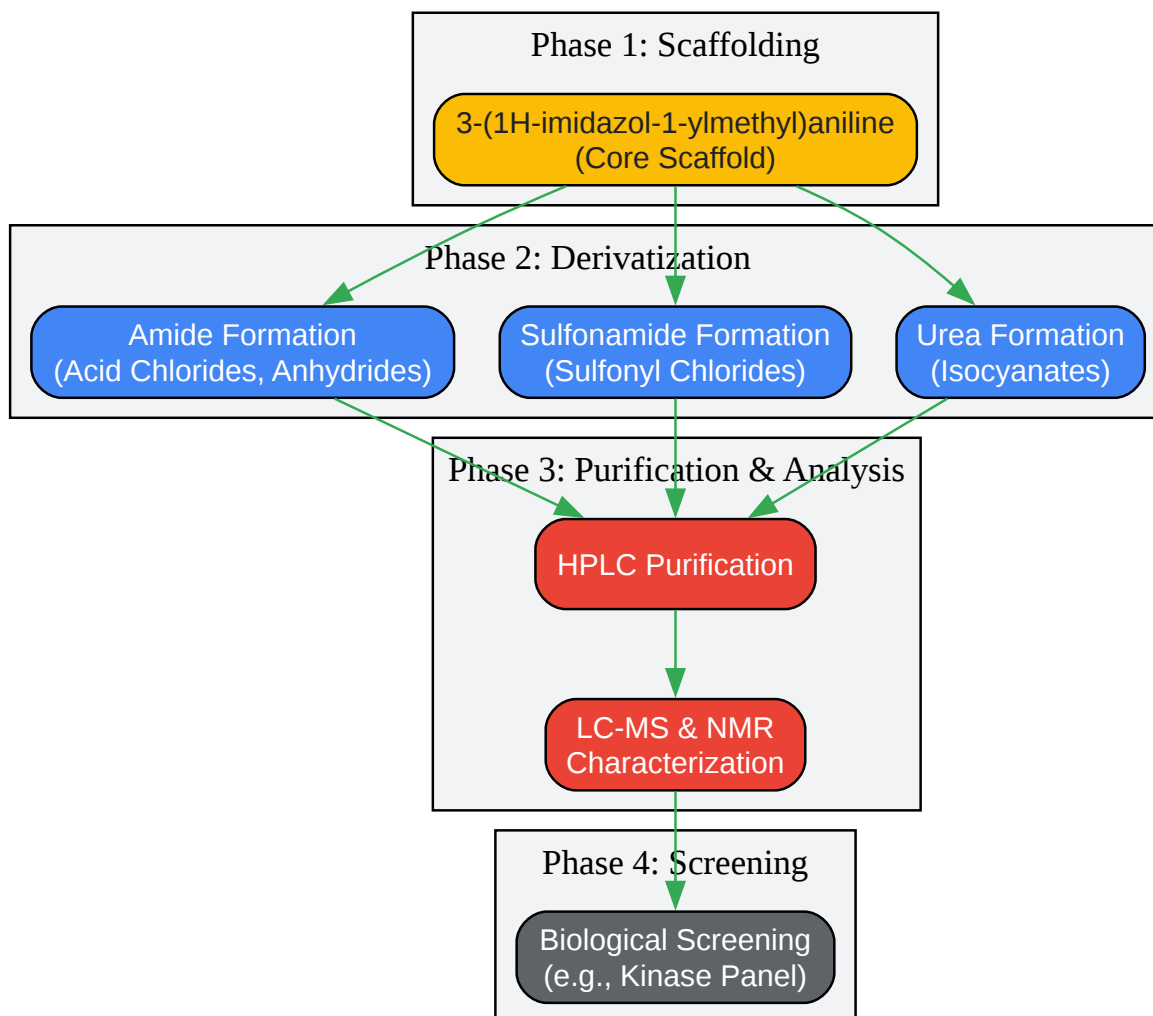 Phase 1: Scaffolding
3-(1H-imidazol-1-ylmethyl)aniline
(Core Scaffold)
Phase 2: Derivatization
Amide Formation
(Acid Chlorides, Anhydrides)
Sulfonamide Formation
(Sulfonyl Chlorides)
Urea Formation
(Isocyanates)
Phase 3: Purification & Analysis
HPLC Purification
LC-MS & NMR
Characterization
Phase 4: Screening
Biological Screening
(e.g., Kinase Panel)